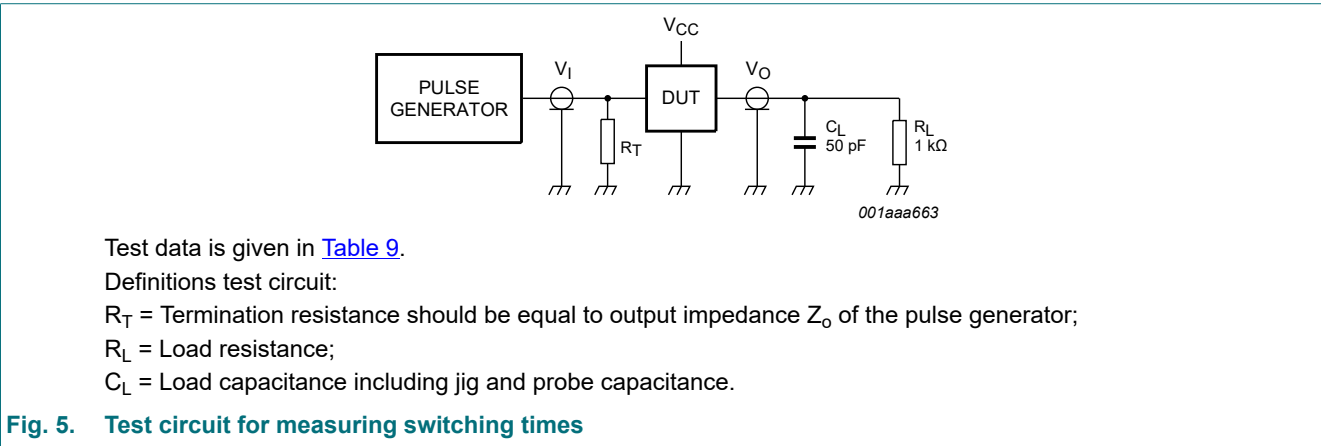 VCC
PULSE
GENERATOR
VI
DUT
VO
RT
CL
50 pF
RL
1 kΩ
001aaa663
Test data is given in Table 9.
Definitions test circuit:
RT = Termination resistance should be equal to output impedance Zo of the pulse generator;
RL = Load resistance;
CL = Load capacitance including jig and probe capacitance.
Fig. 5. Test circuit for measuring switching times